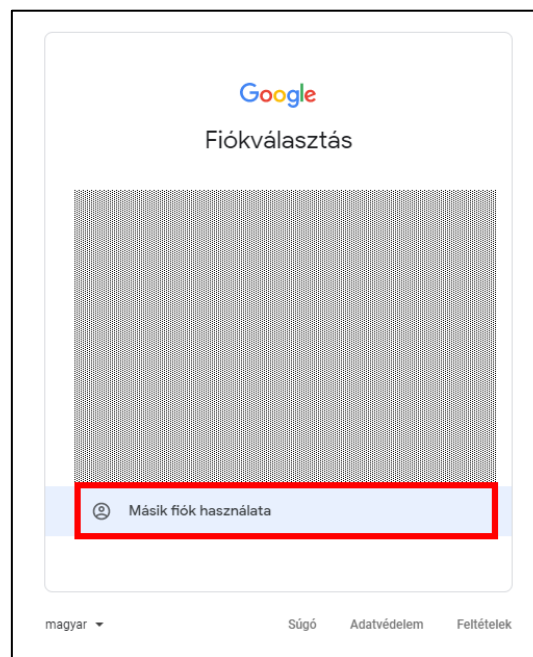 Google
Fiókválasztás
Másik fiók használata
magyar Súgó Adatvédelem Feltételek